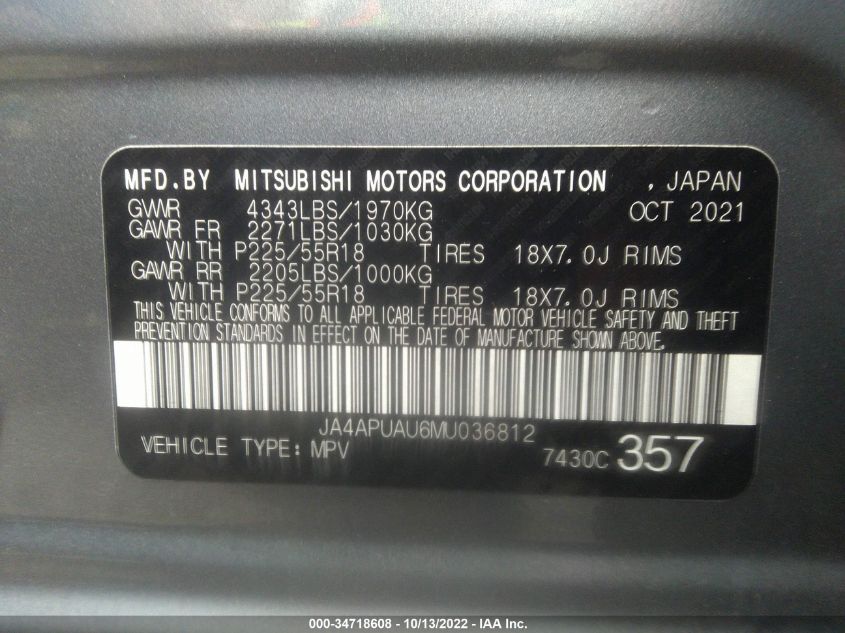 MFD.BY MITSUBISHI MOTORS CORPORATION , JAPAN
GVWR 4343LBS/1970KG OCT 2021
GAWR FR 2271LBS/1030KG
WITH P225/55R18 TIRES 18X7.0J RIMS
GAWR RR 2205LBS/1000KG
WITH P225/55R18 TIRES 18X7.0J RIMS
THIS VEHICLE CONFORMS TO ALL APPLICABLE FEDERAL MOTOR VEHICLE SAFETY AND THEFT
PREVENTION STANDARDS IN EFFECT ON THE DATE OF MANUFACTURE SHOWN ABOVE.
JA4APUAU6MU036812
VEHICLE TYPE: MPV 7430C 357
000-34718608 - 10/13/2022 - IAA Inc.